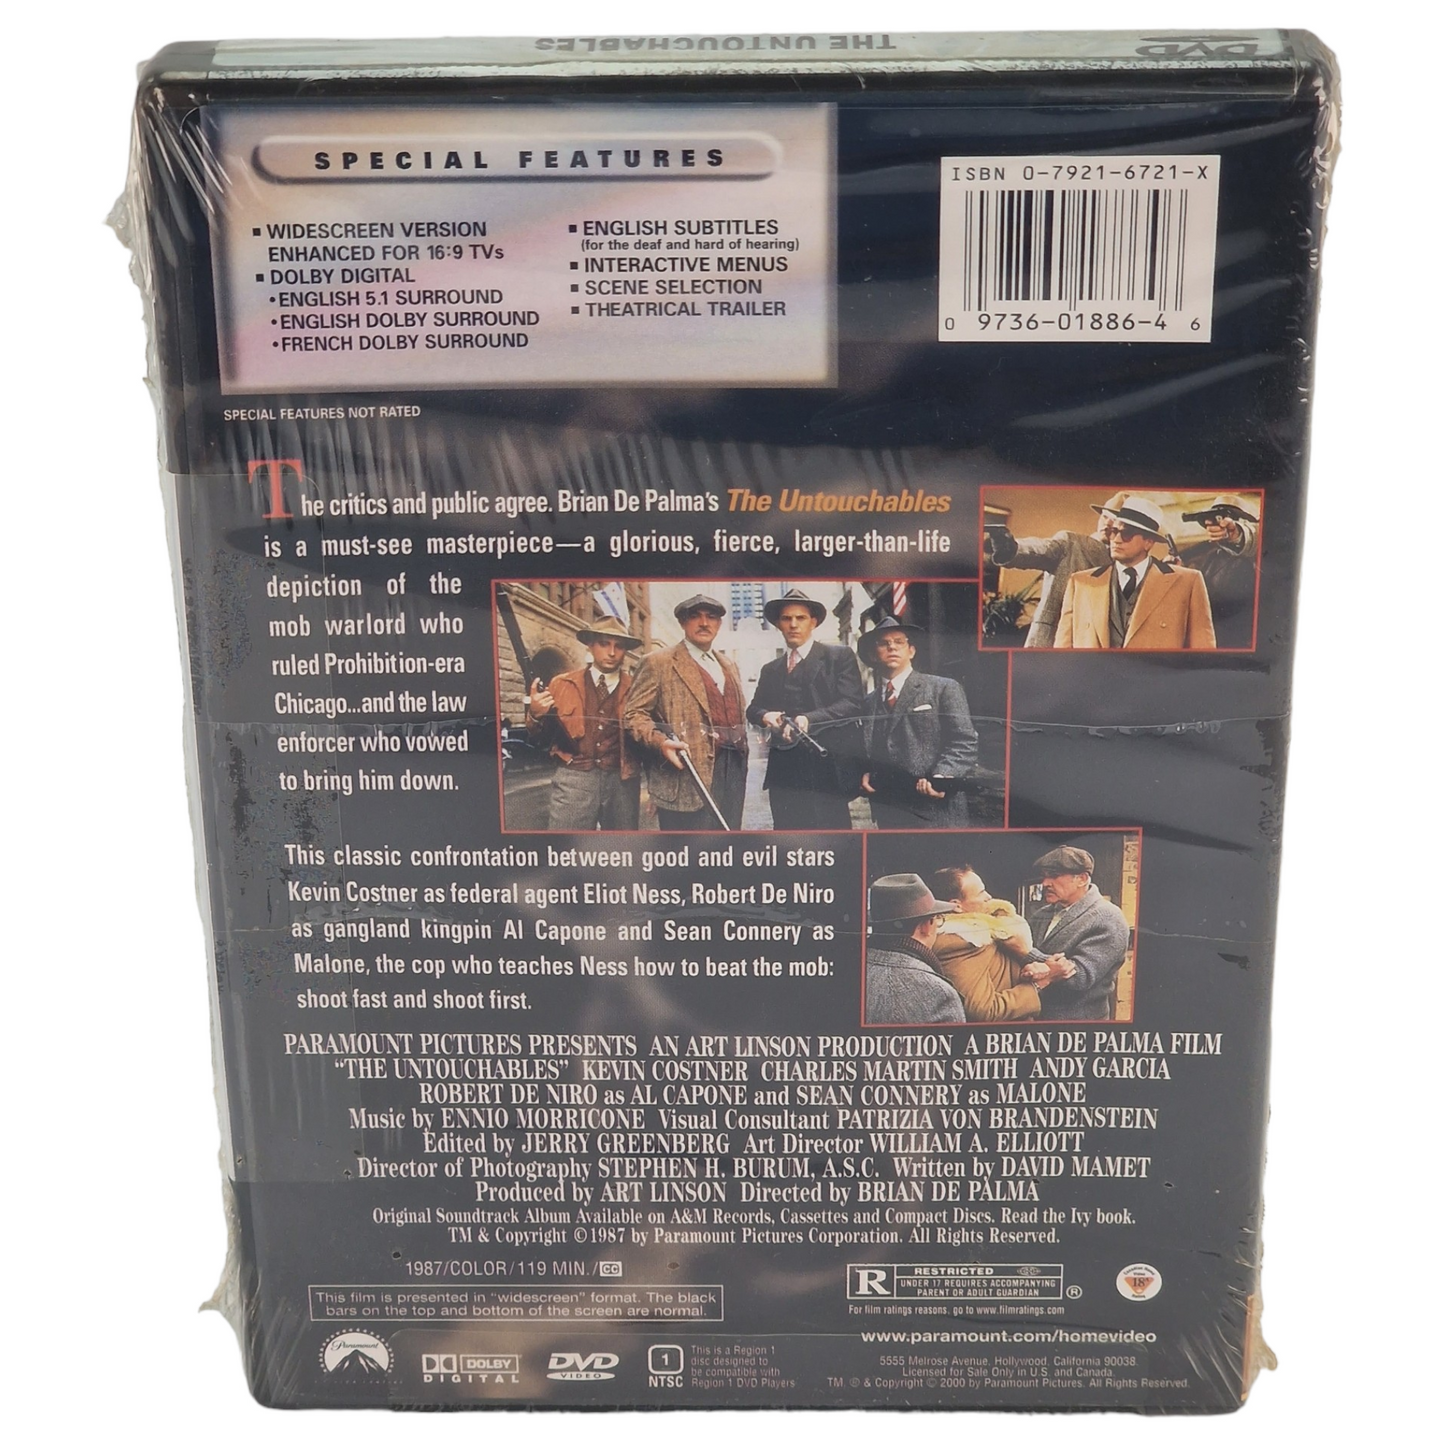 THE UNTOUCHABLES
DVD
SPECIAL FEATURES
▪ WIDESCREEN VERSION
ENHANCED FOR 16:9 TVs
▪ DOLBY DIGITAL
• ENGLISH 5.1 SURROUND
• ENGLISH DOLBY SURROUND
• FRENCH DOLBY SURROUND
▪ ENGLISH SUBTITLES
(for the deaf and hard of hearing)
▪ INTERACTIVE MENUS
▪ SCENE SELECTION
▪ THEATRICAL TRAILER
ISBN 0-7921-6721-X
0 9736-01886-4 6
SPECIAL FEATURES NOT RATED
The critics and public agree. Brian De Palma's The Untouchables
is a must-see masterpiece—a glorious, fierce, larger-than-life
depiction of the
mob warlord who
ruled Prohibition-era
Chicago...and the law
enforcer who vowed
to bring him down.
This classic confrontation between good and evil stars
Kevin Costner as federal agent Eliot Ness, Robert De Niro
as gangland kingpin Al Capone and Sean Connery as
Malone, the cop who teaches Ness how to beat the mob:
shoot fast and shoot first.
PARAMOUNT PICTURES PRESENTS AN ART LINSON PRODUCTION A BRIAN DE PALMA FILM
"THE UNTOUCHABLES" KEVIN COSTNER CHARLES MARTIN SMITH ANDY GARCIA
ROBERT DE NIRO as AL CAPONE and SEAN CONNERY as MALONE
Music by ENNIO MORRICONE Visual Consultant PATRIZIA VON BRANDENSTEIN
Edited by JERRY GREENBERG Art Director WILLIAM A. ELLIOTT
Director of Photography STEPHEN H. BURUM, A.S.C. Written by DAVID MAMET
Produced by ART LINSON Directed by BRIAN DE PALMA
Original Soundtrack Album Available on A&M Records, Cassettes and Compact Discs. Read the Ivy book.
TM & Copyright ©1987 by Paramount Pictures Corporation. All Rights Reserved.
1987/COLOR/119 MIN./CC
This film is presented in "widescreen" format. The black
bars on the top and bottom of the screen are normal.
R RESTRICTED
UNDER 17 REQUIRES ACCOMPANYING
PARENT OR ADULT GUARDIAN ®
For film ratings reasons, go to www.filmratings.com
18
www.paramount.com/homevideo
Paramount
DOLBY
DIGITAL
DVD
VIDEO
1
NTSC
This is a Region 1
disc designed to
be compatible with
Region 1 DVD Players
5555 Melrose Avenue, Hollywood, California 90038.
Licensed for Sale Only in U.S. and Canada.
TM, ® & Copyright © 2000 by Paramount Pictures. All Rights Reserved.